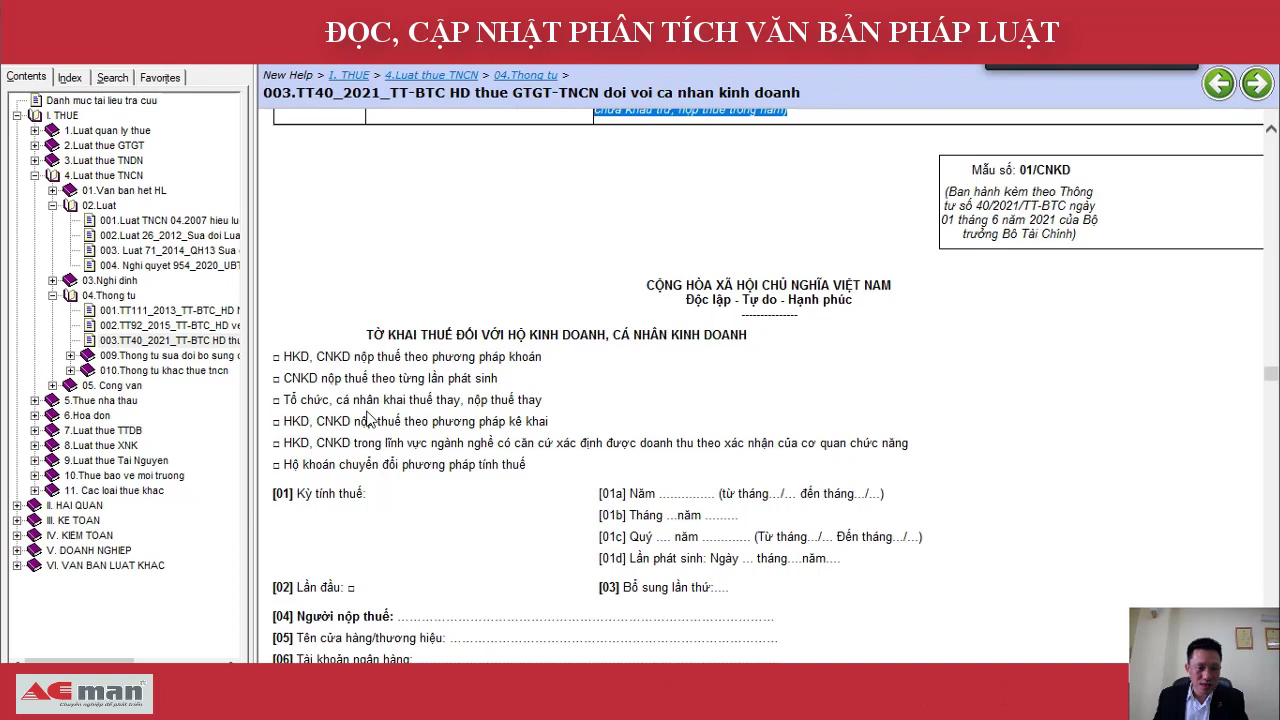 ĐỌC, CẬP NHẬT PHÂN TÍCH VĂN BẢN PHÁP LUẬT
Contents
Index
Search
Favorites
Danh muc tai lieu tra cuu
I. THUE
1.Luat quan ly thue
2.Luat thue GTGT
3.Luat thue TNDN
4.Luat thue TNCN
01.Van ban het HL
02.Luat
001.Luat TNCN 04.2007 hieu lu
002.Luat 26_2012_Sua doi Lua
003. Luat 71_2014_QH13 Sua
004. Nghi quyet 954_2020_UBT
03.Nghi dinh
04.Thong tu
001.TT111_2013_TT-BTC_HD N
002.TT92_2015_TT-BTC_HD ve
003.TT40_2021_TT-BTC HD thu
009.Thong tu sua doi bo sung
010.Thong tu khac thue tncn
05. Cong van
5.Thue nha thau
6.Hoa don
7.Luat thue TTDB
8.Luat thue XNK
9.Luat thue Tai Nguyen
10.Thue bao ve moi truong
11. Cac loai thue khac
II. HAI QUAN
III. KE TOAN
IV. KIEM TOAN
V. DOANH NGHIEP
VI. VAN BAN LUAT KHAC
New Help > I. THUE > 4.Luat thue TNCN > 04.Thong tu >
003.TT40_2021_TT-BTC HD thue GTGT-TNCN doi voi ca nhan kinh doanh
chưa khấu trừ, nộp thuế trong năm)
Mẫu số: 01/CNKD
(Ban hành kèm theo Thông
tư số 40/2021/TT-BTC ngày
01 tháng 6 năm 2021 của Bộ
trưởng Bộ Tài Chính)
CỘNG HÒA XÃ HỘI CHỦ NGHĨA VIỆT NAM
Độc lập - Tự do - Hạnh phúc
---------------
TỜ KHAI THUẾ ĐỐI VỚI HỘ KINH DOANH, CÁ NHÂN KINH DOANH
□ HKD, CNKD nộp thuế theo phương pháp khoán
□ CNKD nộp thuế theo từng lần phát sinh
□ Tổ chức, cá nhân khai thuế thay, nộp thuế thay
□ HKD, CNKD nộp thuế theo phương pháp kê khai
□ HKD, CNKD trong lĩnh vực ngành nghề có căn cứ xác định được doanh thu theo xác nhận của cơ quan chức năng
□ Hộ khoán chuyển đổi phương pháp tính thuế
[01] Kỳ tính thuế:
[01a] Năm ............... (từ tháng.../... đến tháng.../...)
[01b] Tháng ...năm .........
[01c] Quý .... năm ............. (Từ tháng.../... Đến tháng.../...)
[01d] Lần phát sinh: Ngày ... tháng....năm....
[02] Lần đầu: □
[03] Bổ sung lần thứ:....
[04] Người nộp thuế: ……………………………………………………………
[05] Tên cửa hàng/thương hiệu: ……………………………………………………
[06] Tài khoản ngân hàng: ……………………………………………………
ACman
Chuyên nghiệp để phát triển